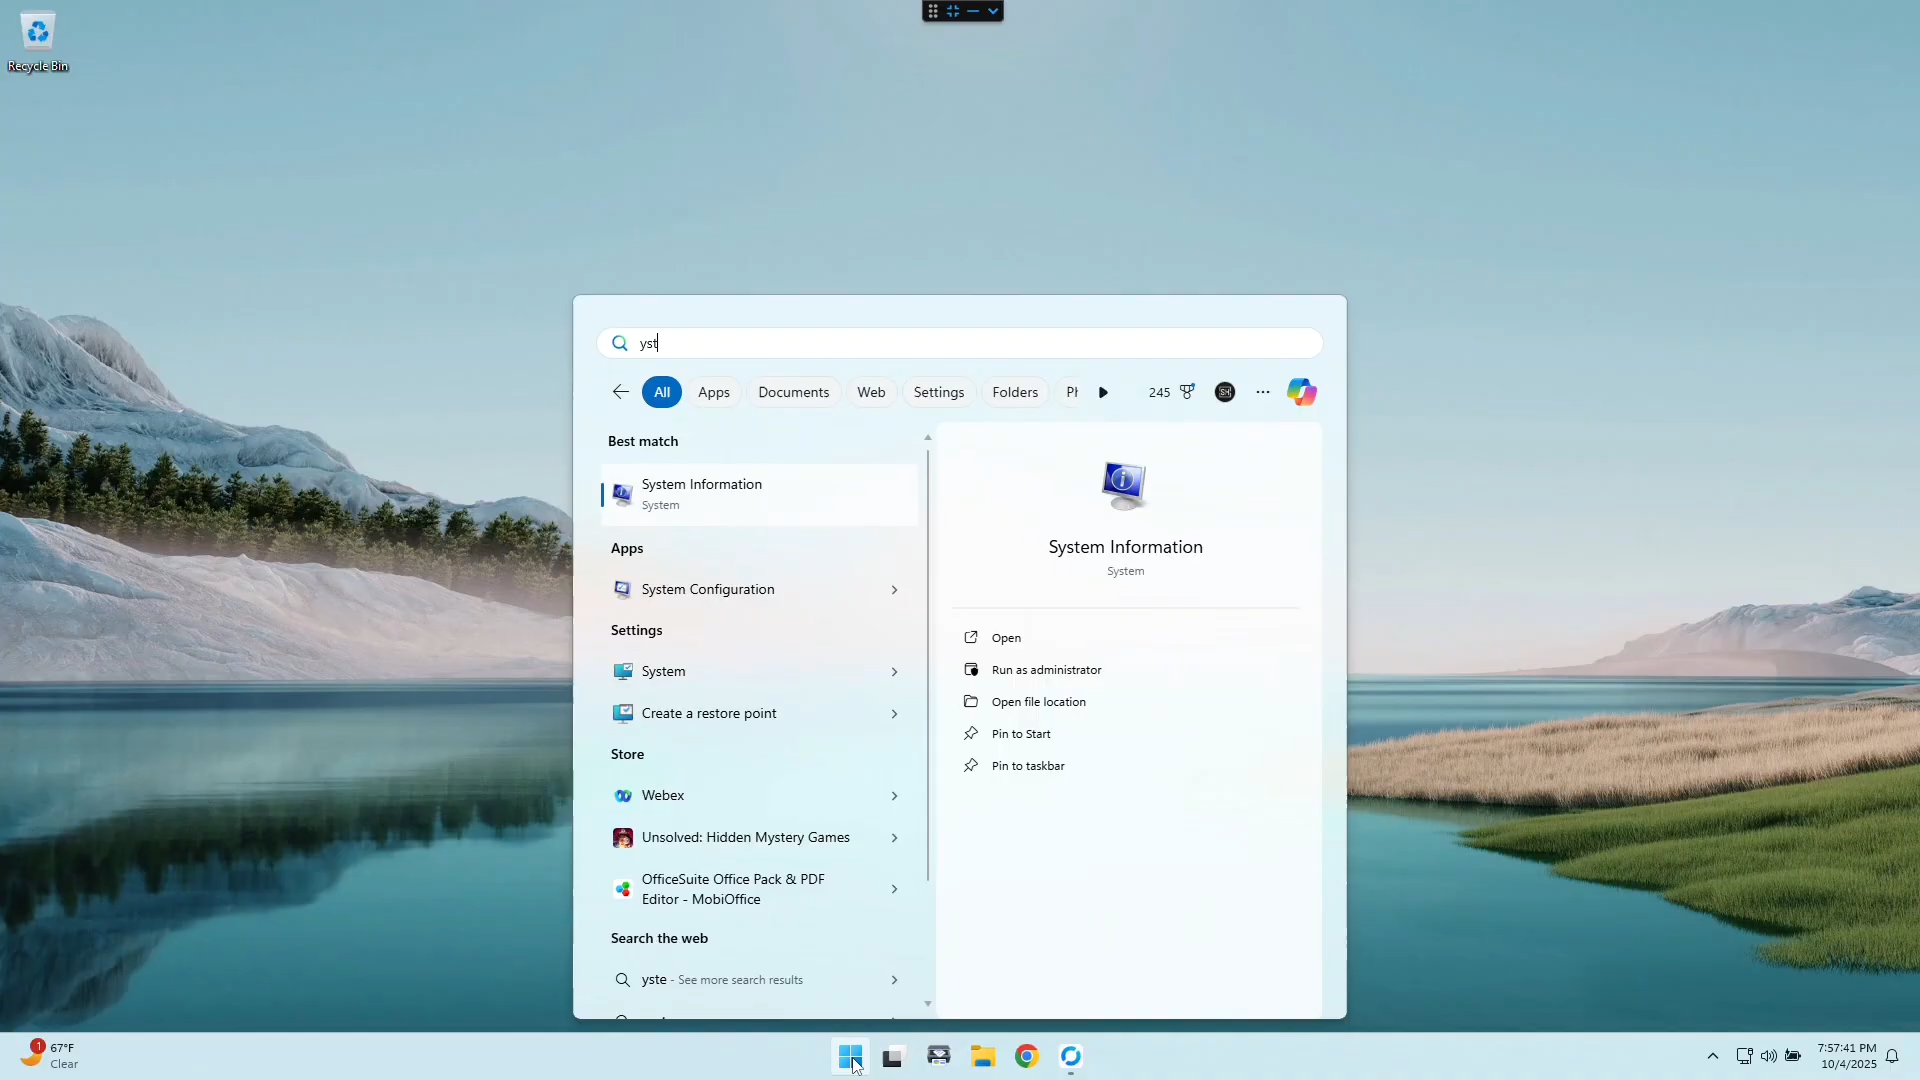 Recycle Bin
yst
All
Apps
Documents
Web
Settings
Folders
245
Best match
System Information
System
Apps
System Configuration
Settings
System
Create a restore point
Store
Webex
Unsolved: Hidden Mystery Games
OfficeSuite Office Pack & PDF
Editor - MobiOffice
Search the web
yste - See more search results
System Information
System
Open
Run as administrator
Open file location
Pin to Start
Pin to taskbar
1
67°F
Clear
7:57:41 PM
10/4/2025